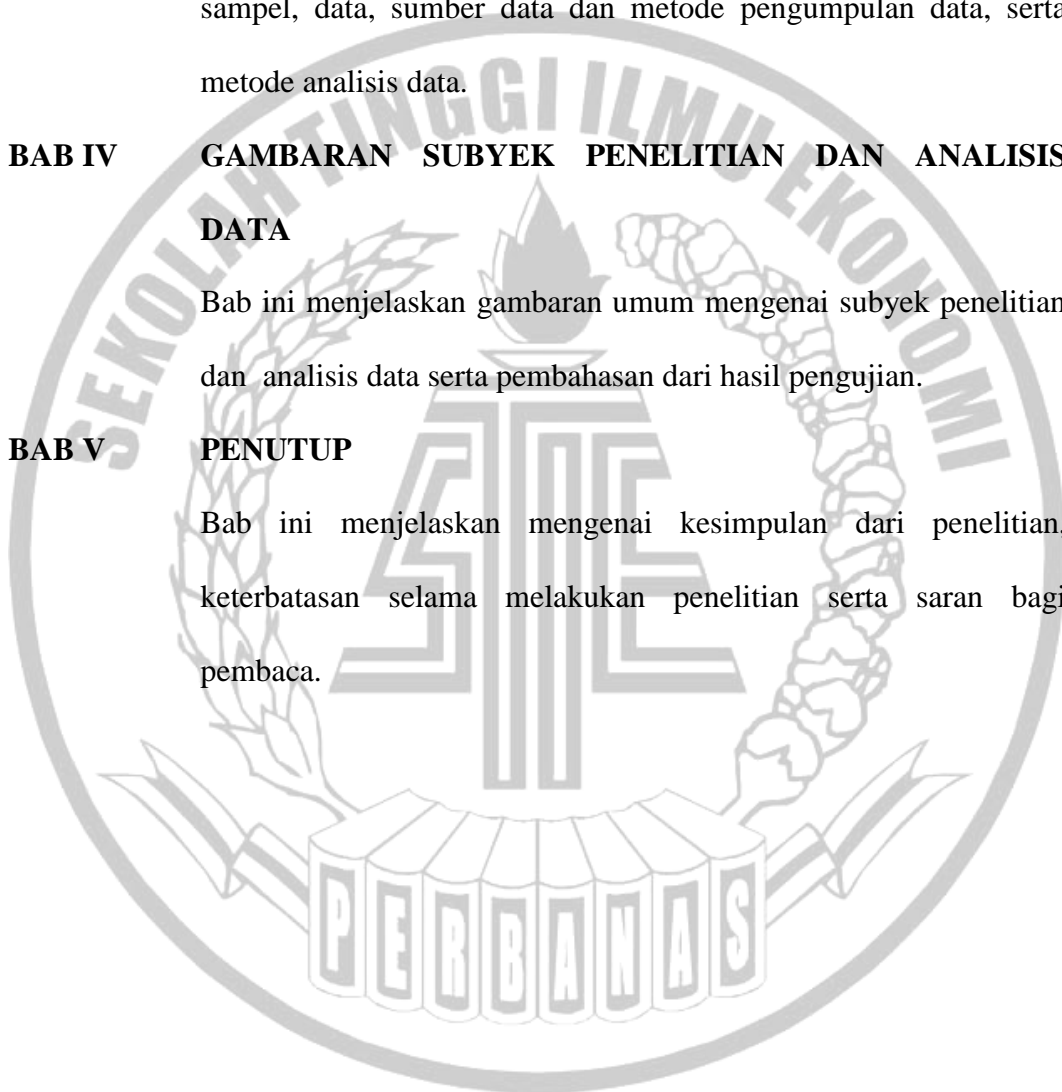 sampel, data, sumber data dan metode pengumpulan data, serta
metode analisis data.
BAB IV GAMBARAN SUBYEK PENELITIAN DAN ANALISIS
DATA
Bab ini menjelaskan gambaran umum mengenai subyek penelitian
dan analisis data serta pembahasan dari hasil pengujian.
BAB V PENUTUP
Bab ini menjelaskan mengenai kesimpulan dari penelitian,
keterbatasan selama melakukan penelitian serta saran bagi
pembaca.
SEKOLAH TINGGI ILMU EKONOMI
PERBANAS